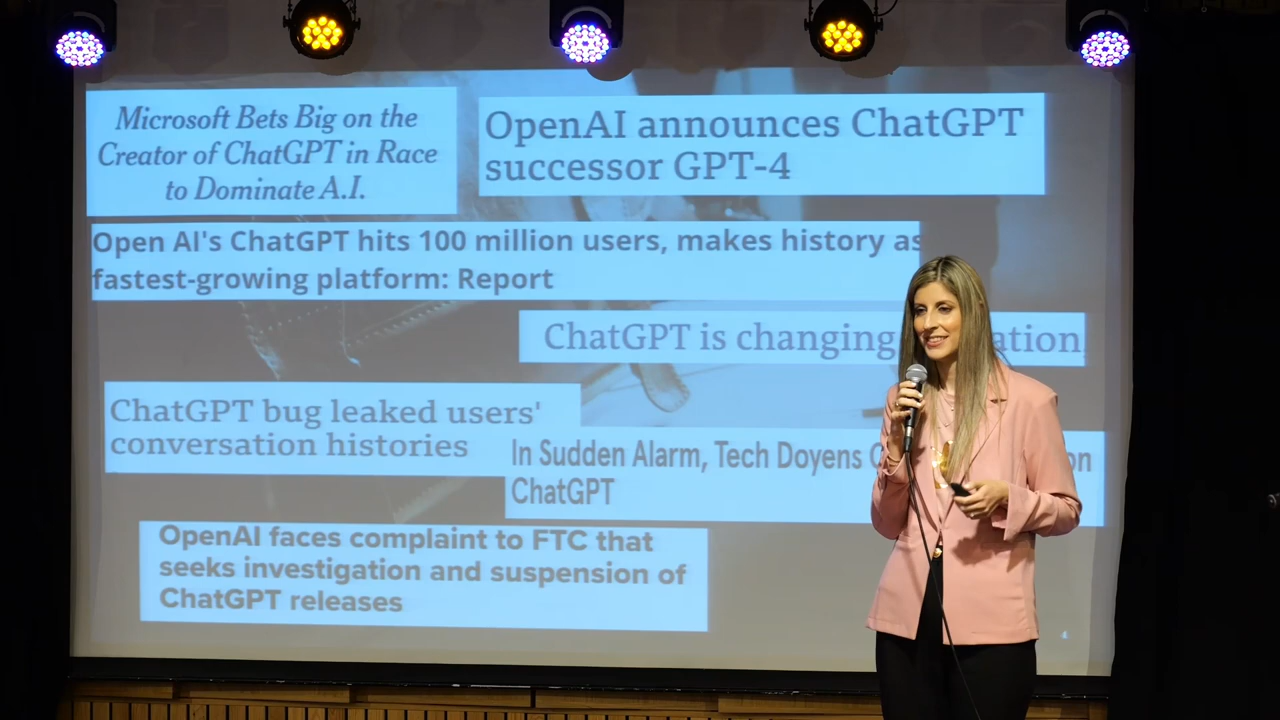 Microsoft Bets Big on the
Creator of ChatGPT in Race
to Dominate A.I.
OpenAI announces ChatGPT
successor GPT-4
Open AI's ChatGPT hits 100 million users, makes history as
fastest-growing platform: Report
ChatGPT is changing
ChatGPT bug leaked users'
conversation histories
In Sudden Alarm, Tech Doyens
ChatGPT
OpenAI faces complaint to FTC that
seeks investigation and suspension of
ChatGPT releases
4